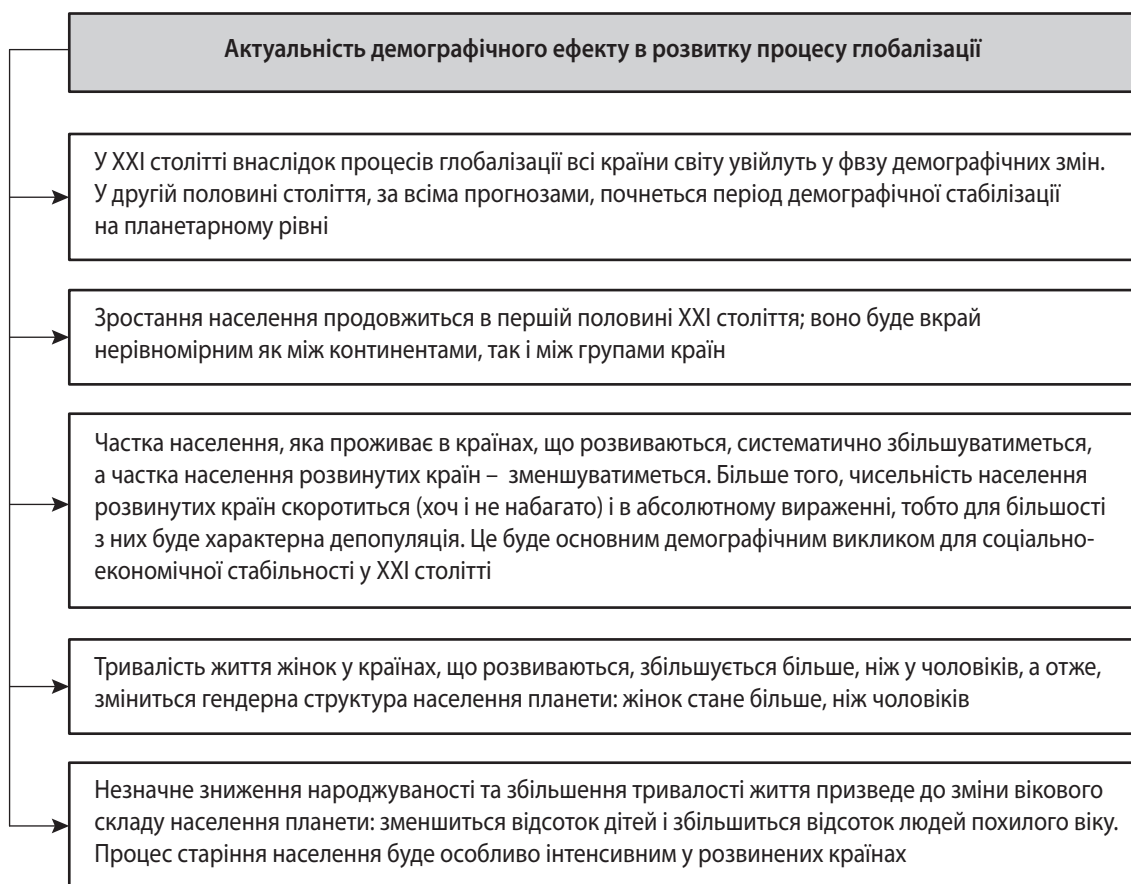 Актуальність демографічного ефекту в розвитку процесу глобалізації
У XXI столітті внаслідок процесів глобалізації всі країни світу увійлуть у фвзу демографічних змін.
У другій половині століття, за всіма прогнозами, почнеться період демографічної стабілізації
на планетарному рівні
Зростання населення продовжиться в першій половині XXI століття; воно буде вкрай
нерівномірним як між континентами, так і між групами країн
Частка населення, яка проживає в країнах, що розвиваються, систематично збільшуватиметься,
а частка населення розвинутих країн – зменшуватиметься. Більше того, чисельність населення
розвинутих країн скоротиться (хоч і не набагато) і в абсолютному вираженні, тобто для більшості
з них буде характерна депопуляція. Це буде основним демографічним викликом для соціально-
економічної стабільності у XXI столітті
Тривалість життя жінок у країнах, що розвиваються, збільшується більше, ніж у чоловіків, а отже,
зміниться гендерна структура населення планети: жінок стане більше, ніж чоловіків
Незначне зниження народжуваності та збільшення тривалості життя призведе до зміни вікового
складу населення планети: зменшиться відсоток дітей і збільшиться відсоток людей похилого віку.
Процес старіння населення буде особливо інтенсивним у розвинених країнах